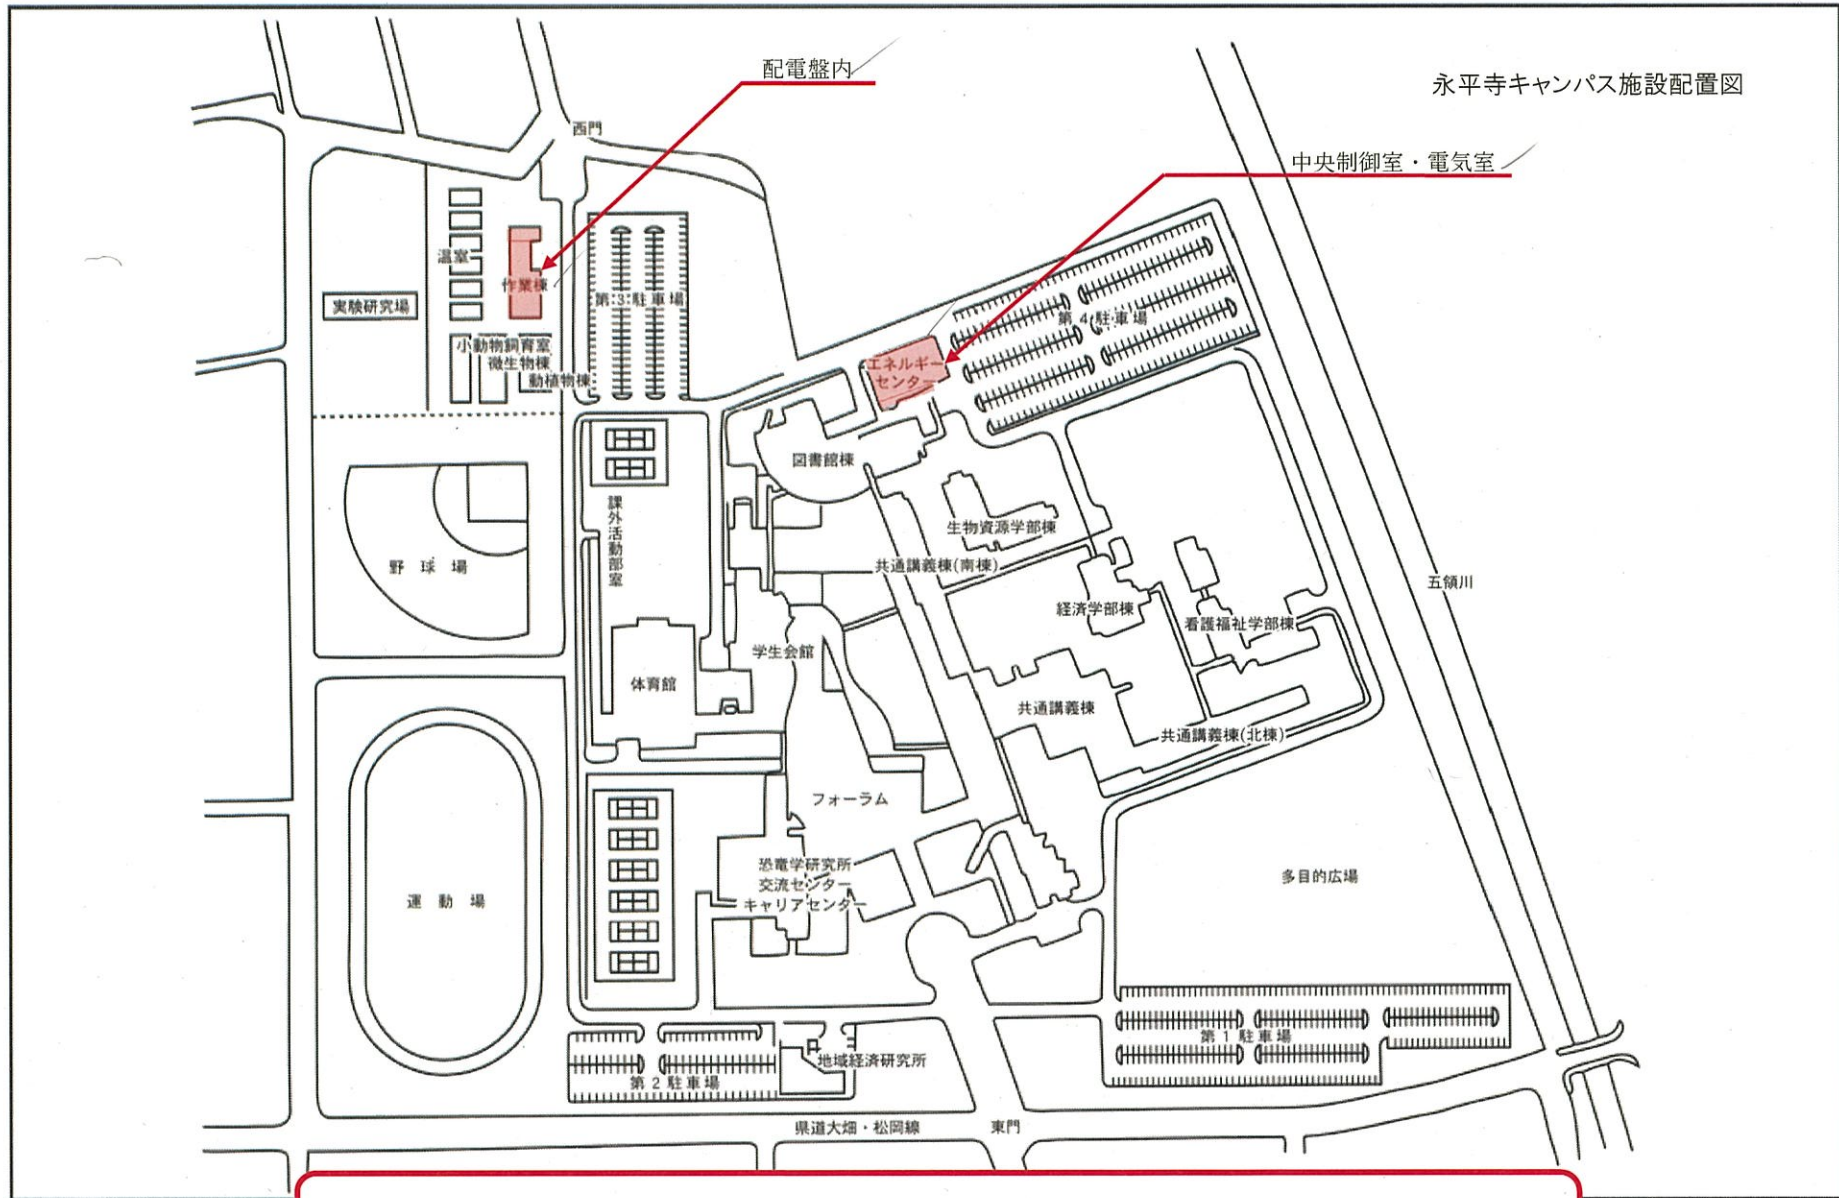 配電盤内
永平寺キャンパス施設配置図
西門
中央制御室・電気室
温室
作業棟
実験研究場
第3駐車場
第4駐車場
小動物飼育室
微生物棟
動植物棟
エネルギー
センター
図書館棟
課外活動部室
生物資源学部棟
野球場
共通講義棟(南棟)
五領川
経済学部棟
看護福祉学部棟
学生会館
体育館
共通講義棟
共通講義棟(北棟)
フォーラム
恐竜学研究所
交流センター
キャリアセンター
多目的広場
運動場
第1駐車場
地域経済研究所
第2駐車場
県道大畑・松岡線
東門